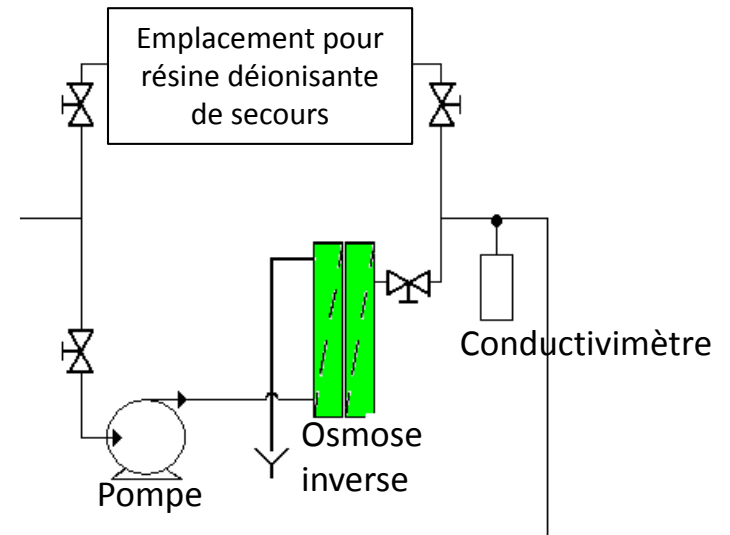 Emplacement pour
résine déionisante
de secours
Conductivimètre
Osmose
inverse
Pompe